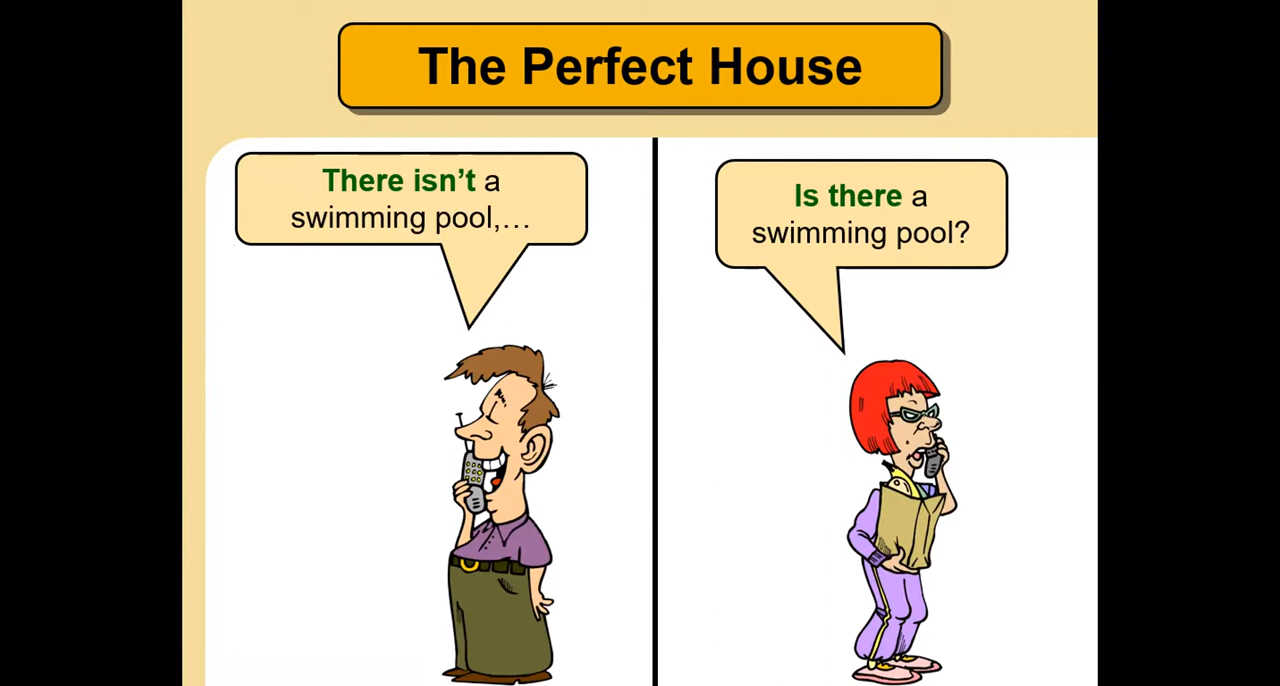 The Perfect House
There isn’t a
swimming pool,…
Is there a
swimming pool?